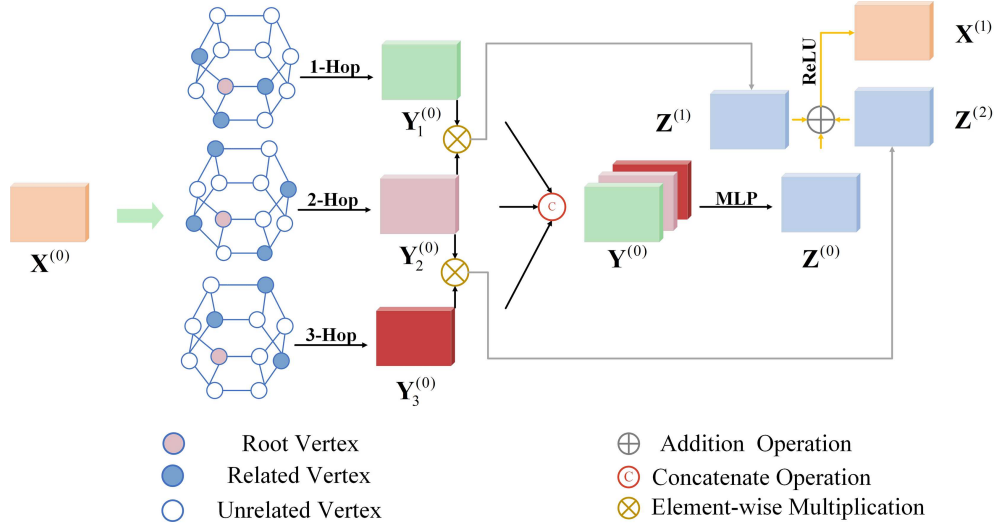 1-Hop
Y₁⁽⁰⁾
2-Hop
Y₂⁽⁰⁾
3-Hop
Y₃⁽⁰⁾
X⁽⁰⁾
C
Y⁽⁰⁾
MLP
Z⁽⁰⁾
Z⁽¹⁾
ReLU
X⁽¹⁾
Z⁽²⁾
Root Vertex
Related Vertex
Unrelated Vertex
Addition Operation
C Concatenate Operation
Element-wise Multiplication